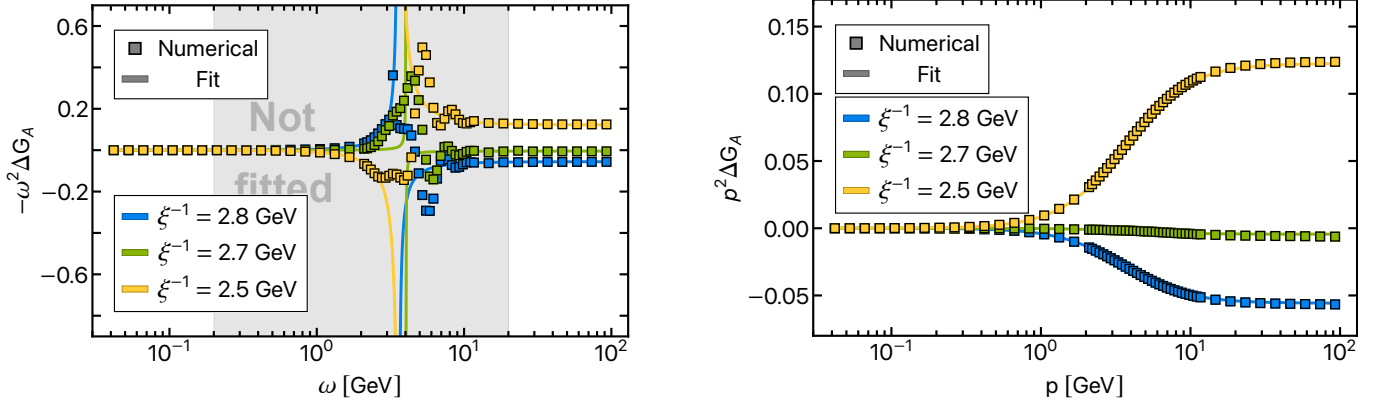 0.6
0.2
−0.2
−0.6
−ω²ΔG_A
Numerical
Fit
Not
fitted
ξ⁻¹ = 2.8 GeV
ξ⁻¹ = 2.7 GeV
ξ⁻¹ = 2.5 GeV
10⁻¹ 10⁰ 10¹ 10²
ω [GeV]
0.15
0.10
0.05
0.00
−0.05
p²ΔG_A
Numerical
Fit
ξ⁻¹ = 2.8 GeV
ξ⁻¹ = 2.7 GeV
ξ⁻¹ = 2.5 GeV
10⁻¹ 10⁰ 10¹ 10²
p [GeV]